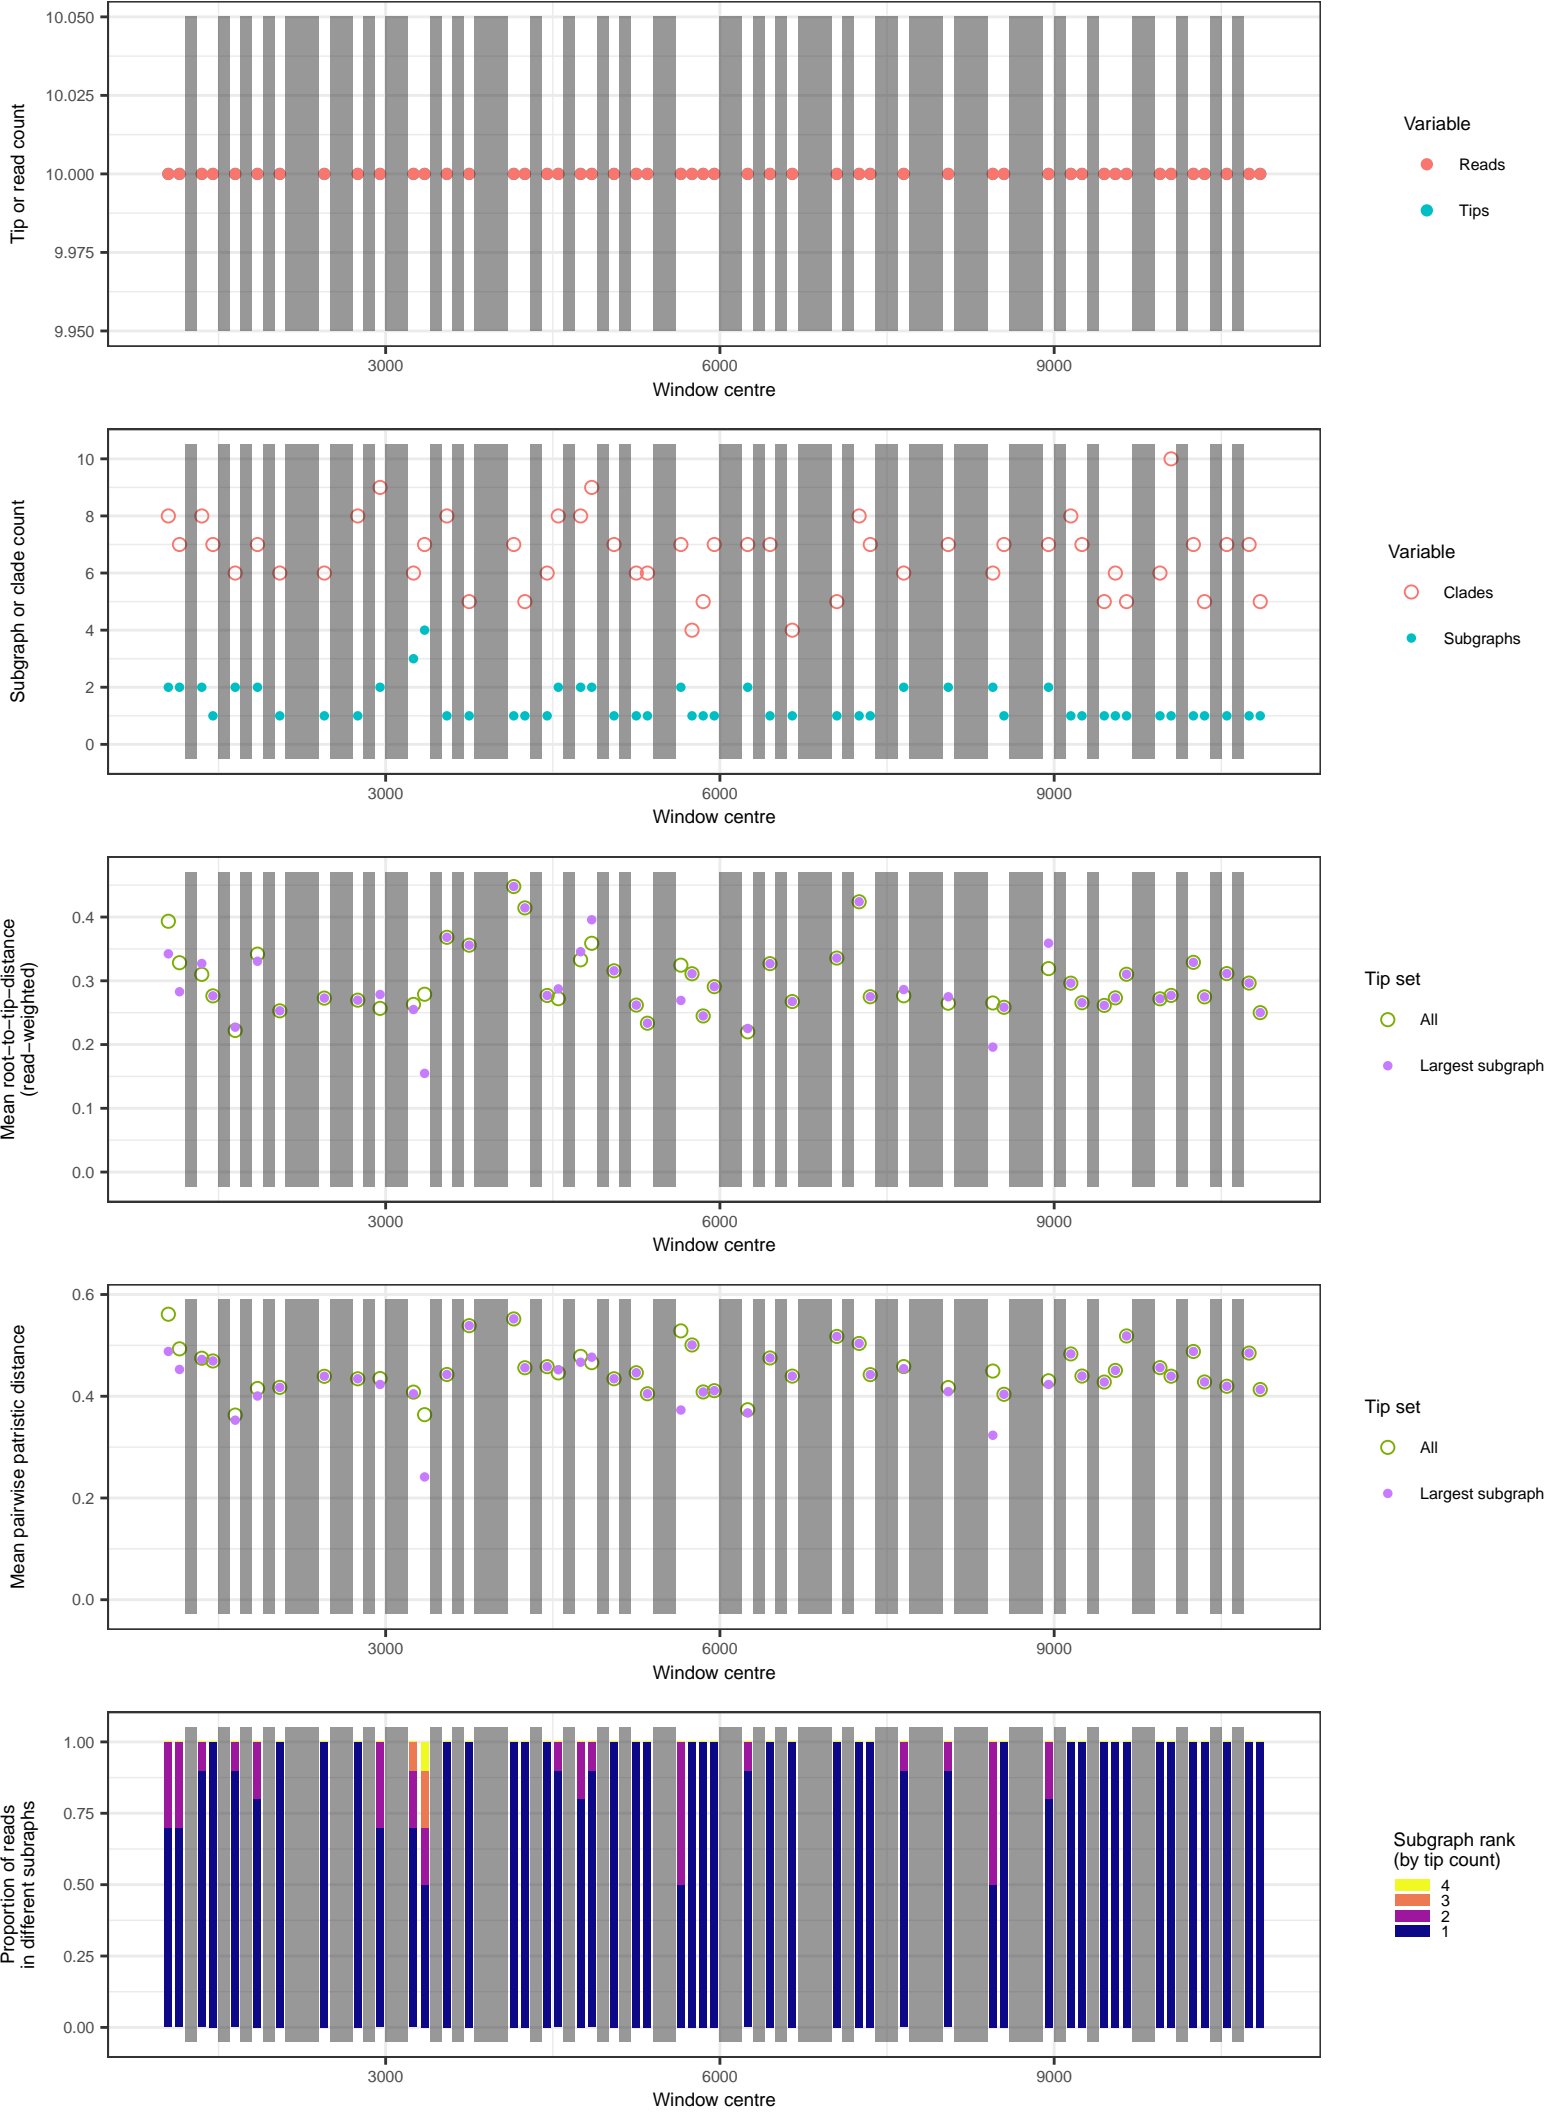 10.050
10.025
10.000
9.975
9.950
Tip or read count
3000
6000
9000
Window centre
Variable
Reads
Tips
10
8
6
4
2
0
Subgraph or clade count
3000
6000
9000
Window centre
Variable
Clades
Subgraphs
0.4
0.3
0.2
0.1
0.0
Mean root−to−tip−distance
(read−weighted)
3000
6000
9000
Window centre
Tip set
All
Largest subgraph
0.6
0.4
0.2
0.0
Mean pairwise patristic distance
3000
6000
9000
Window centre
Tip set
All
Largest subgraph
1.00
0.75
0.50
0.25
0.00
Proportion of reads
in different subraphs
3000
6000
9000
Window centre
Subgraph rank
(by tip count)
4
3
2
1